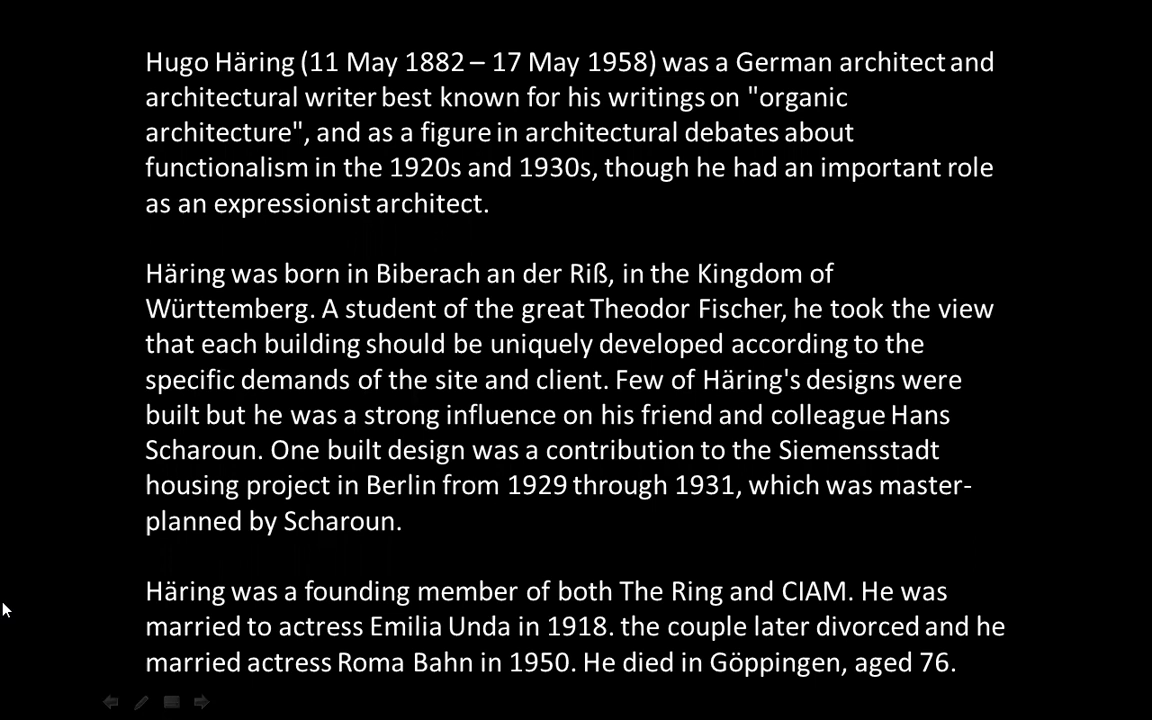 Hugo Häring (11 May 1882 – 17 May 1958) was a German architect and
architectural writer best known for his writings on "organic
architecture", and as a figure in architectural debates about
functionalism in the 1920s and 1930s, though he had an important role
as an expressionist architect.
Häring was born in Biberach an der Riß, in the Kingdom of
Württemberg. A student of the great Theodor Fischer, he took the view
that each building should be uniquely developed according to the
specific demands of the site and client. Few of Häring's designs were
built but he was a strong influence on his friend and colleague Hans
Scharoun. One built design was a contribution to the Siemensstadt
housing project in Berlin from 1929 through 1931, which was master-
planned by Scharoun.
Häring was a founding member of both The Ring and CIAM. He was
married to actress Emilia Unda in 1918. the couple later divorced and he
married actress Roma Bahn in 1950. He died in Göppingen, aged 76.